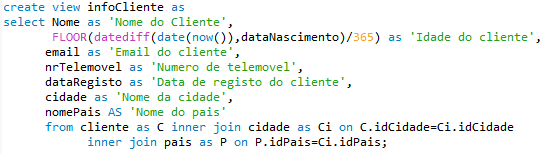 create view infoCliente as
select Nome as 'Nome do Cliente',
FLOOR(datediff(date(now()),dataNascimento)/365) as 'Idade do cliente',
email as 'Email do cliente',
nrTelemovel as 'Numero de telemovel',
dataRegisto as 'Data de registo do cliente',
cidade as 'Nome da cidade',
nomePais AS 'Nome do pais'
from cliente as C inner join cidade as Ci on C.idCidade=Ci.idCidade
inner join pais as P on P.idPais=Ci.idPais;